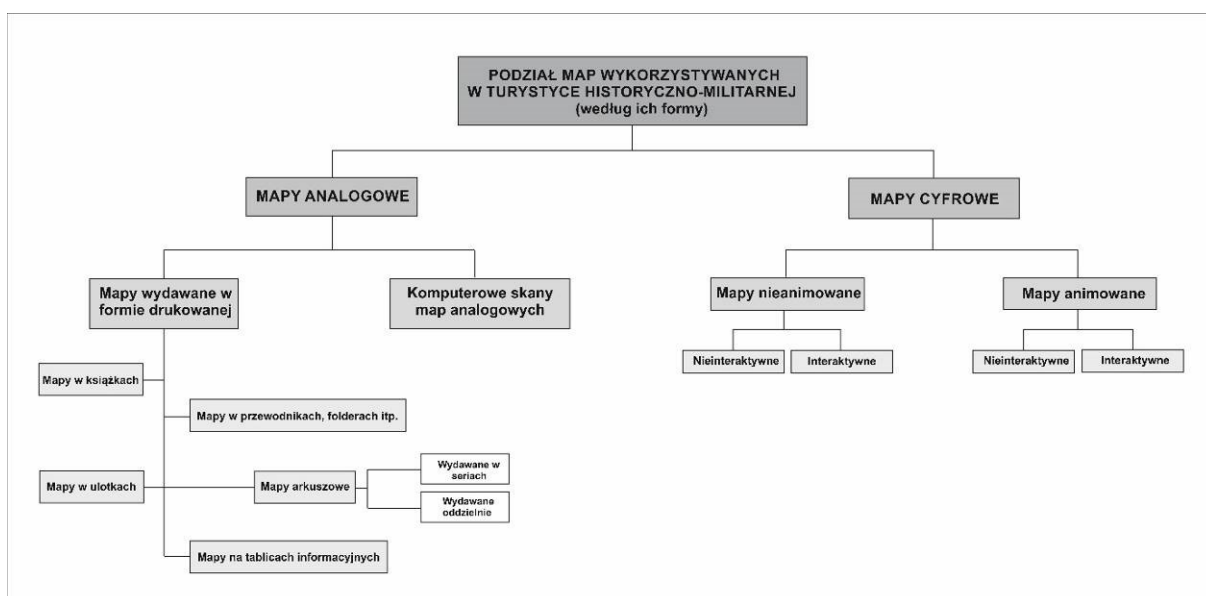 PODZIAŁ MAP WYKORZYSTYWANYCH
W TURYSTYCE HISTORYCZNO-MILITARNEJ
(według ich formy)
MAPY ANALOGOWE
MAPY CYFROWE
Mapy wydawane w
formie drukowanej
Komputerowe skany
map analogowych
Mapy nieanimowane
Mapy animowane
Nieinteraktywne
Interaktywne
Nieinteraktywne
Interaktywne
Mapy w książkach
Mapy w przewodnikach, folderach itp.
Mapy w ulotkach
Mapy arkuszowe
Wydawane w
seriach
Wydawane
oddzielnie
Mapy na tablicach informacyjnych